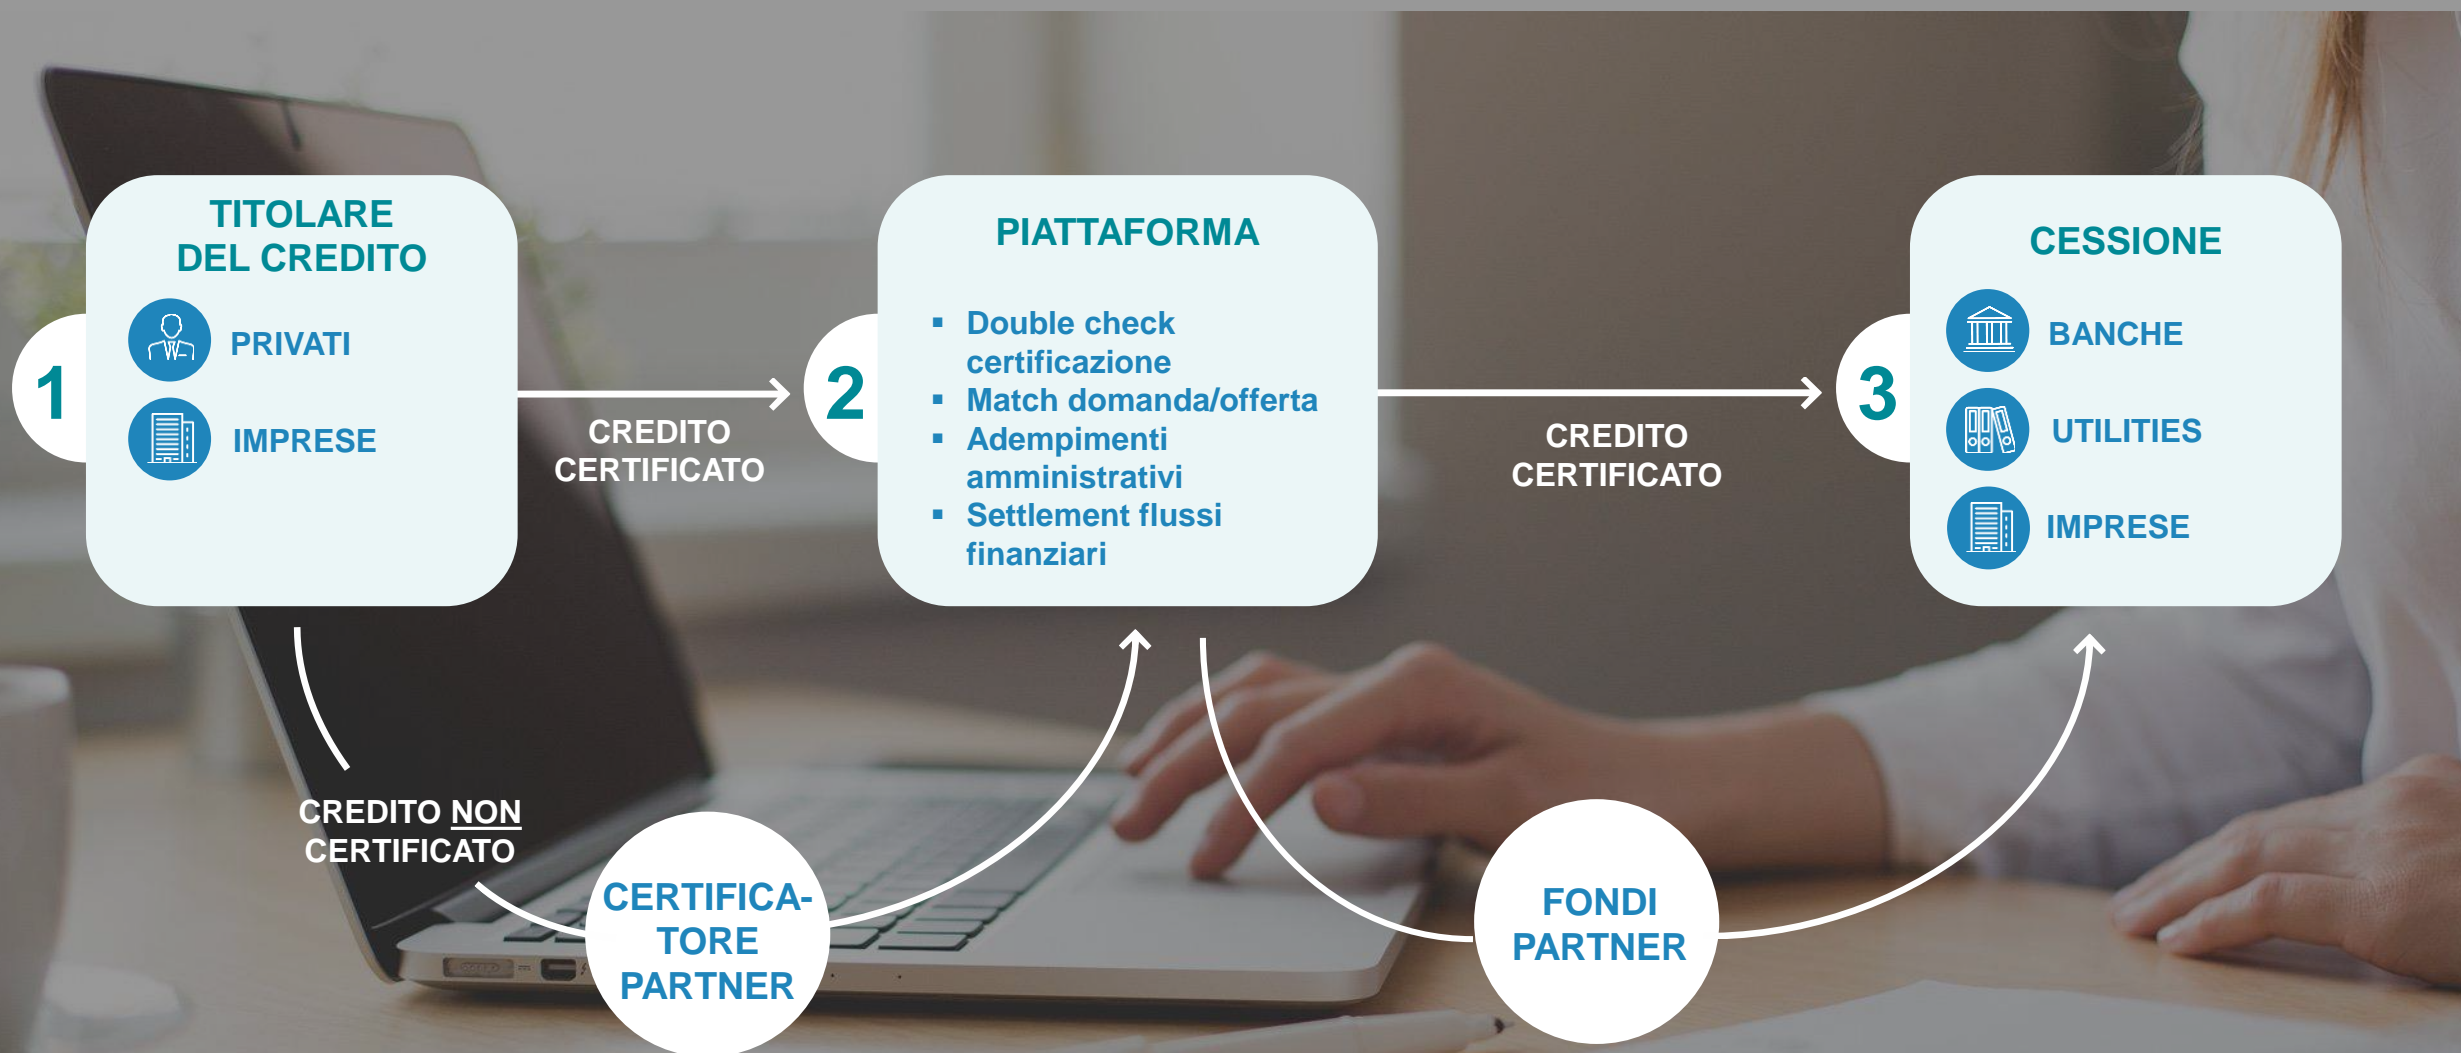 1
TITOLARE
DEL CREDITO
PRIVATI
IMPRESE
CREDITO
CERTIFICATO
CREDITO NON
CERTIFICATO
CERTIFICA-
TORE
PARTNER
2
PIATTAFORMA
▪ Double check
certificazione
▪ Match domanda/offerta
▪ Adempimenti
amministrativi
▪ Settlement flussi
finanziari
CREDITO
CERTIFICATO
FONDI
PARTNER
3
CESSIONE
BANCHE
UTILITIES
IMPRESE